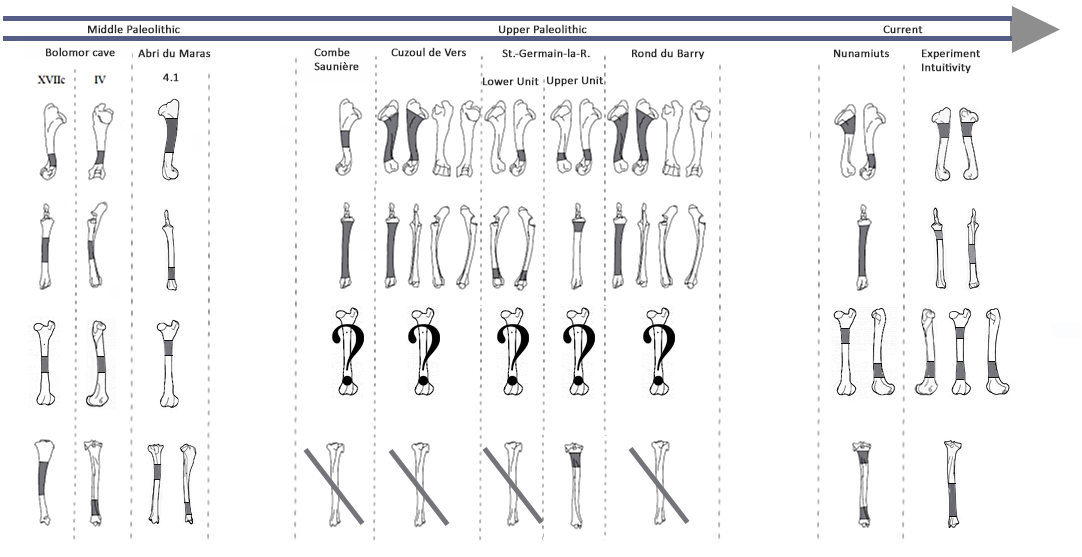 Middle Paleolithic
Upper Paleolithic
Current
Bolomor cave
Abri du Maras
Combe
Saunière
Cuzoul de Vers
St.-Germain-la-R.
Rond du Barry
Nunamiuts
Experiment
Intuitivity
XVIIc
IV
4.1
Lower Unit
Upper Unit
?
?
?
?
?